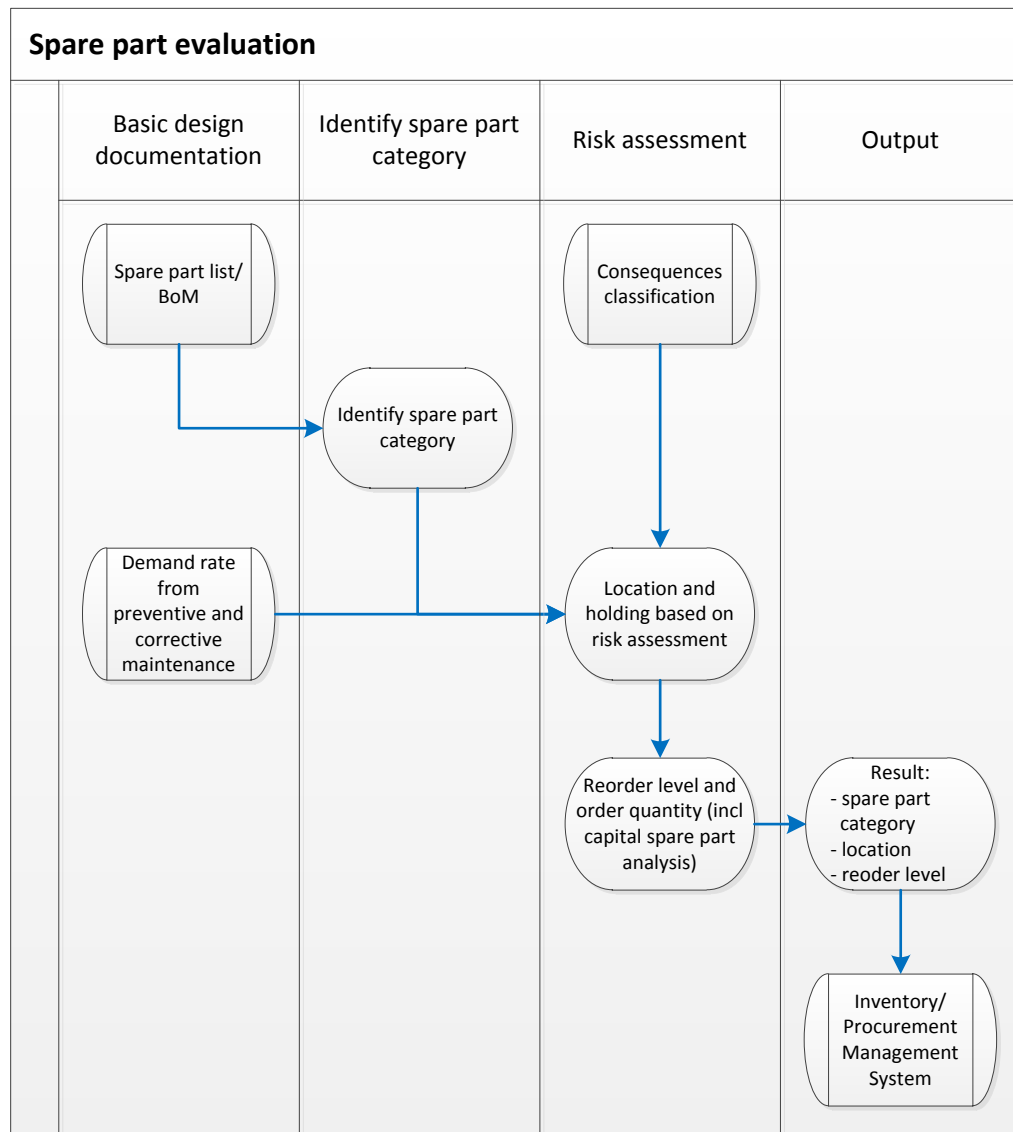 Spare part evaluation
Basic design
documentation
Identify spare part
category
Risk assessment
Output
Spare part list/
BoM
Consequences
classification
Identify spare part
category
Demand rate
from
preventive and
corrective
maintenance
Location and
holding based on
risk assessment
Reorder level and
order quantity (incl
capital spare part
analysis)
Result:
- spare part
category
- location
- reoder level
Inventory/
Procurement
Management
System